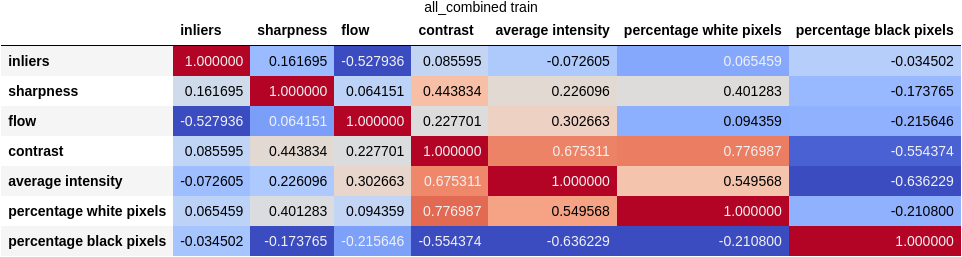 all_combined train
inliers sharpness flow contrast average intensity percentage white pixels percentage black pixels
inliers 1.000000 0.161695 -0.527936 0.085595 -0.072605 0.065459 -0.034502
sharpness 0.161695 1.000000 0.064151 0.443834 0.226096 0.401283 -0.173765
flow -0.527936 0.064151 1.000000 0.227701 0.302663 0.094359 -0.215646
contrast 0.085595 0.443834 0.227701 1.000000 0.675311 0.776987 -0.554374
average intensity -0.072605 0.226096 0.302663 0.675311 1.000000 0.549568 -0.636229
percentage white pixels 0.065459 0.401283 0.094359 0.776987 0.549568 1.000000 -0.210800
percentage black pixels -0.034502 -0.173765 -0.215646 -0.554374 -0.636229 -0.210800 1.000000